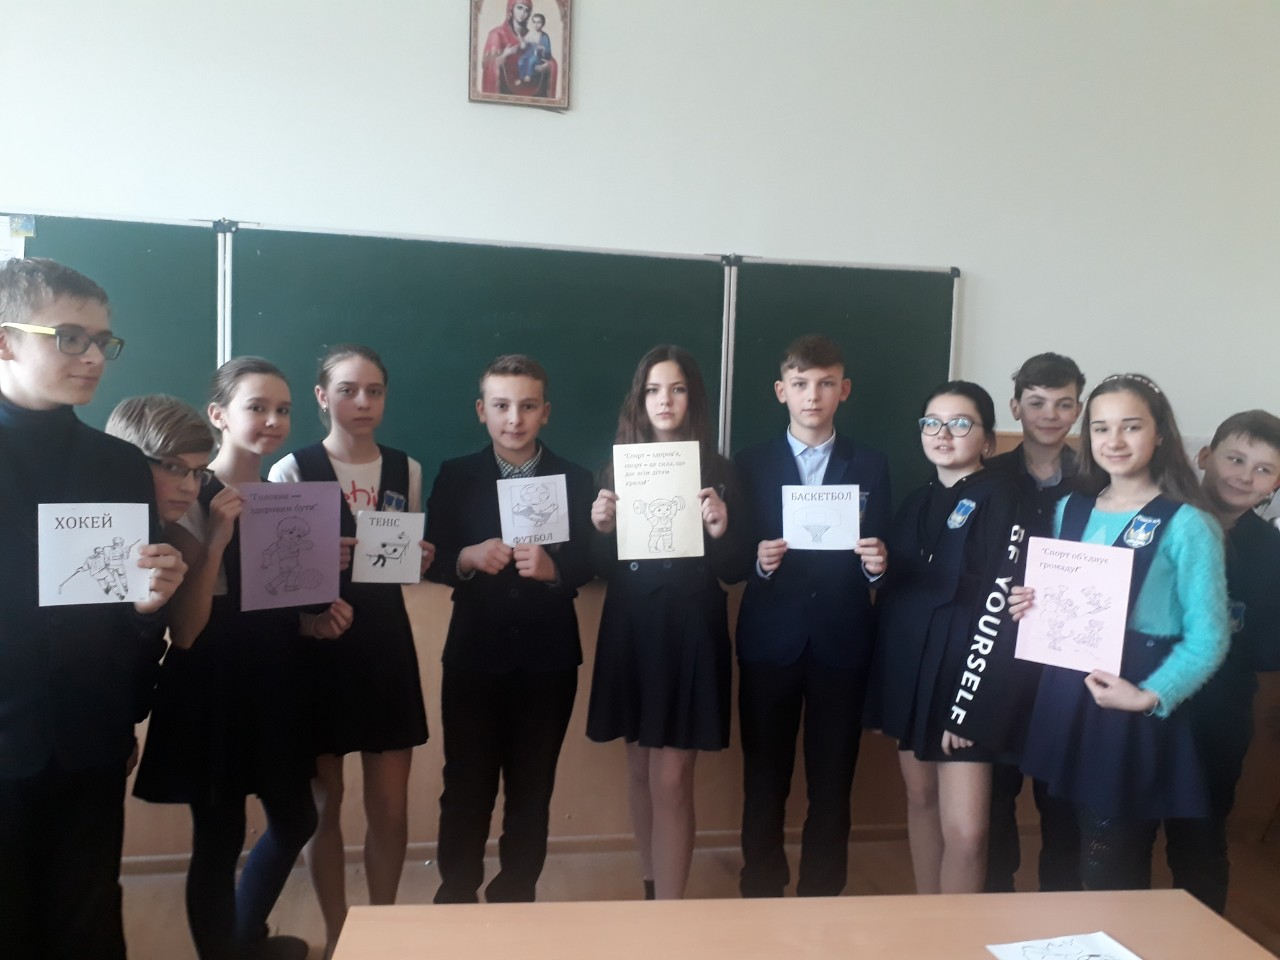 ХОКЕЙ
"Головне —
здоровим бути"
ТЕНІС
ФУТБОЛ
"Спорт – здоров'я,
спорт – це сила, що
дає всім дітям
крила!"
БАСКЕТБОЛ
BE YOURSELF
"Спорт об'єднує
громаду!"